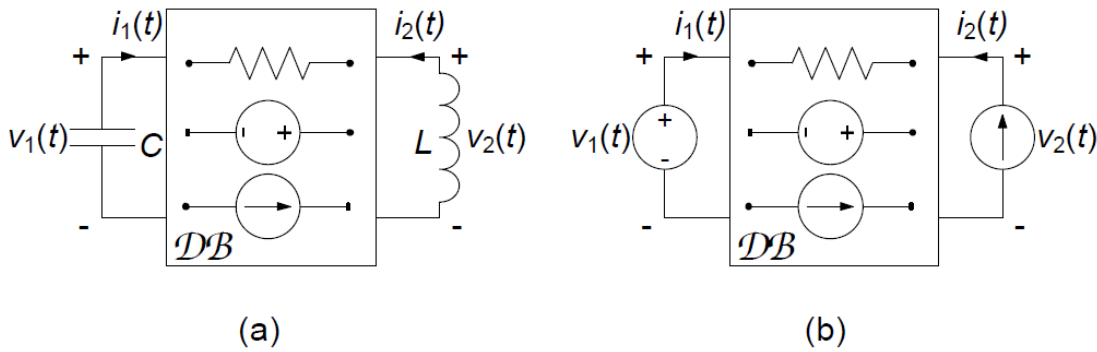 i₁(t) i₂(t) i₁(t) i₂(t)
+ + + +
v₁(t) C - + L v₂(t) v₁(t) + - - + v₂(t)
- - - -
DB DB
(a) (b)